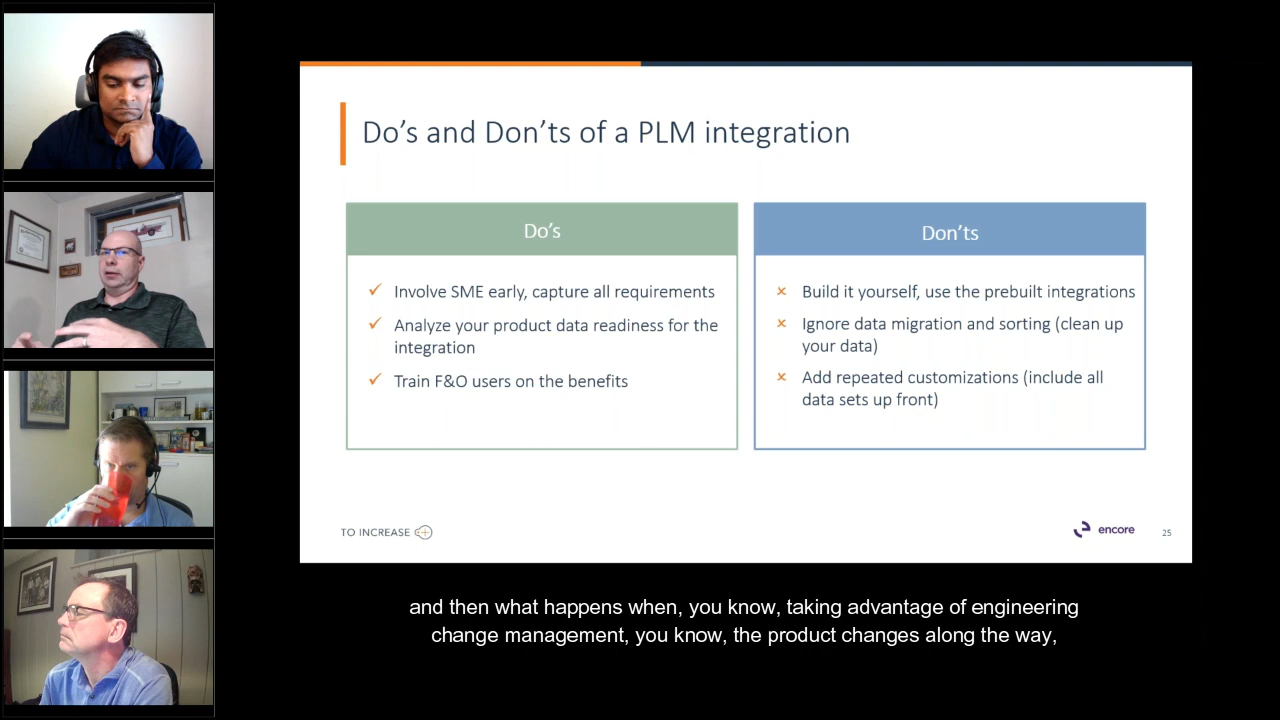 Do's and Don'ts of a PLM integration
Do's
Involve SME early, capture all requirements
Analyze your product data readiness for the
integration
Train F&O users on the benefits
Don'ts
Build it yourself, use the prebuilt integrations
Ignore data migration and sorting (clean up
your data)
Add repeated customizations (include all
data sets up front)
TO INCREASE
encore
25
and then what happens when, you know, taking advantage of engineering
change management, you know, the product changes along the way,